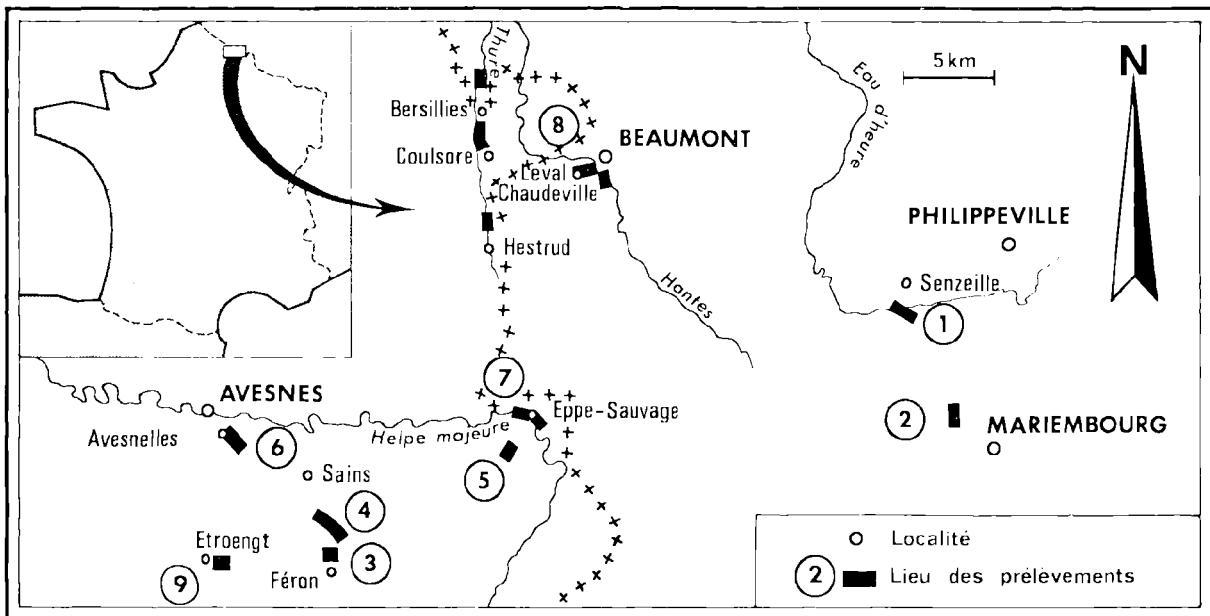 Thure
Eau d'heure
5 km
N
Bersillies
8
BEAUMONT
Coulsore
Leval
Chaudeville
PHILIPPEVILLE
Hestrud
Hantes
Senzeille
1
7
AVESNES
Eppe-Sauvage
2
Avesnelles
Helpe majeure
MARIEMBOURG
6
5
Sains
4
Etroengt
3
9
Féron
Localité
2 Lieu des prélèvements